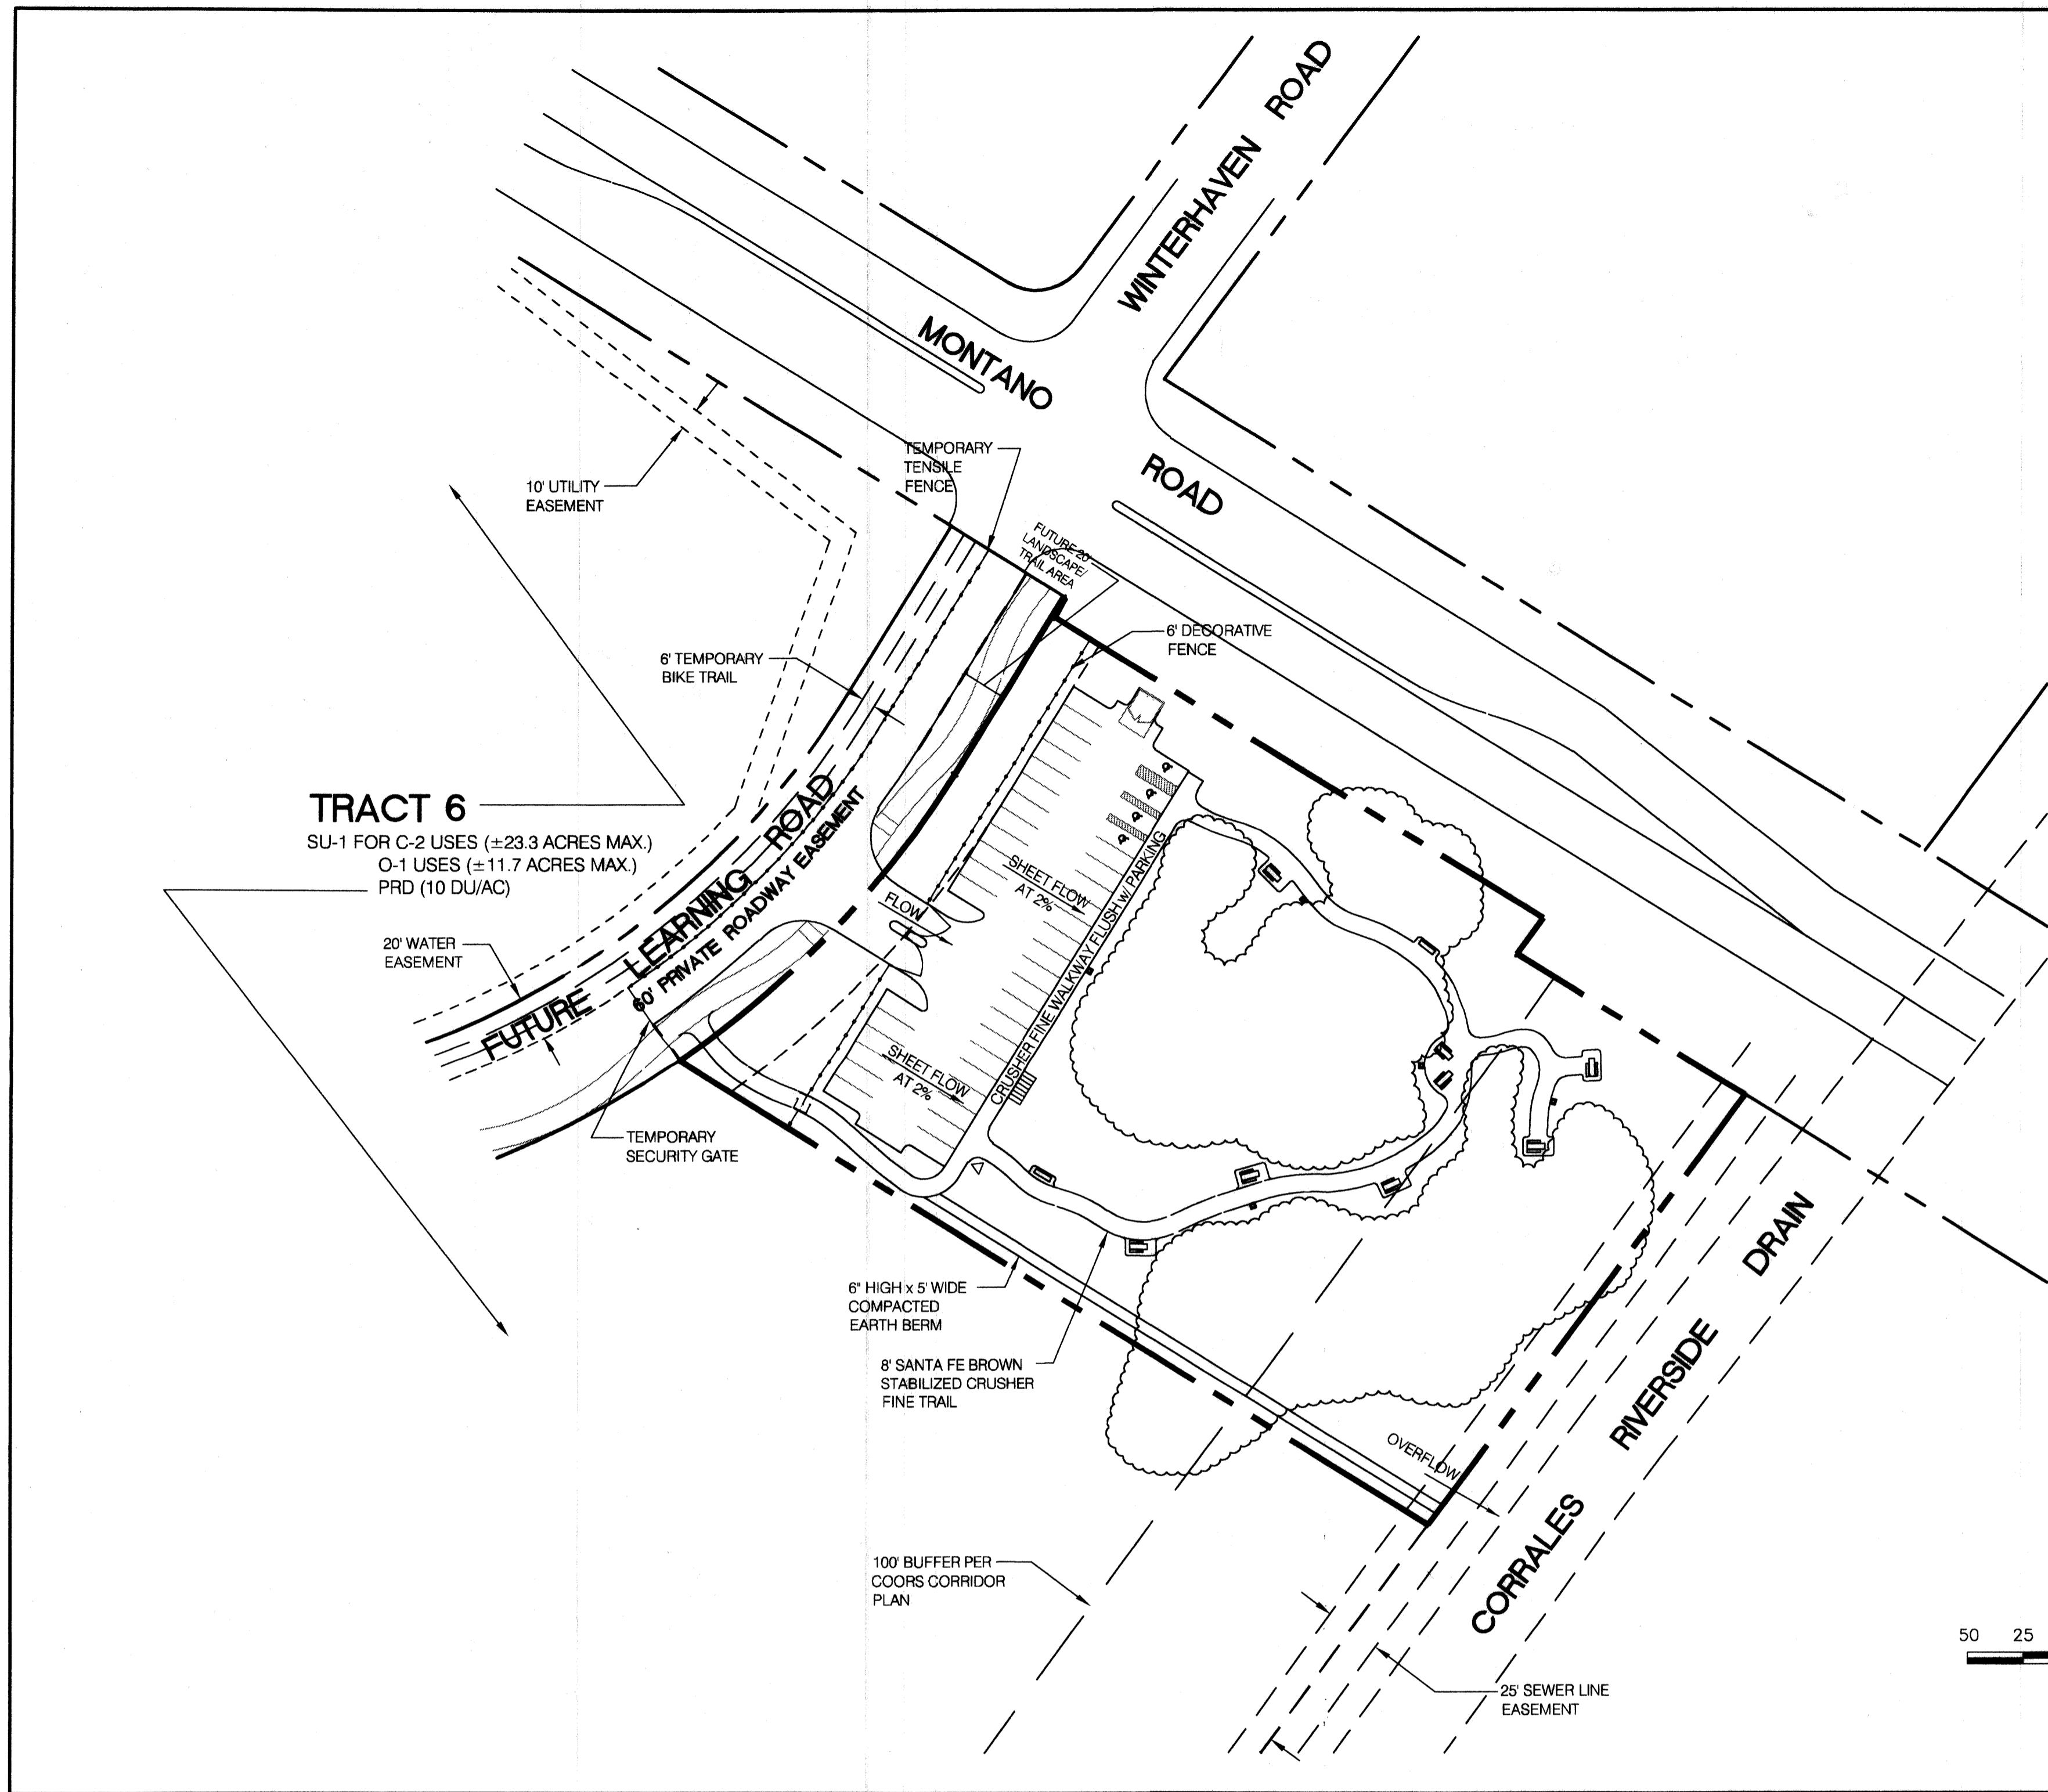 WINTERHAVEN ROAD
MONTANO
ROAD
TEMPORARY
TENSILE
FENCE
10' UTILITY
EASEMENT
FUTURE 20'
LANDSCAPE/
TRAIL AREA
6' DECORATIVE
FENCE
6' TEMPORARY
BIKE TRAIL
TRACT 6
SU-1 FOR C-2 USES (±23.3 ACRES MAX.)
O-1 USES (±11.7 ACRES MAX.)
PRD (10 DU/AC)
20' WATER
EASEMENT
FUTURE LEARNING ROAD
60' PRIVATE ROADWAY EASEMENT
FLOW
SHEET FLOW
AT 2%
CRUSHER FINE WALKWAY FLUSH w/ PARKING
SHEET FLOW
AT 2%
TEMPORARY
SECURITY GATE
6" HIGH x 5' WIDE
COMPACTED
EARTH BERM
8' SANTA FE BROWN
STABILIZED CRUSHER
FINE TRAIL
OVERFLOW
CORRALES RIVERSIDE DRAIN
100' BUFFER PER
COORS CORRIDOR
PLAN
25' SEWER LINE
EASEMENT
50 25